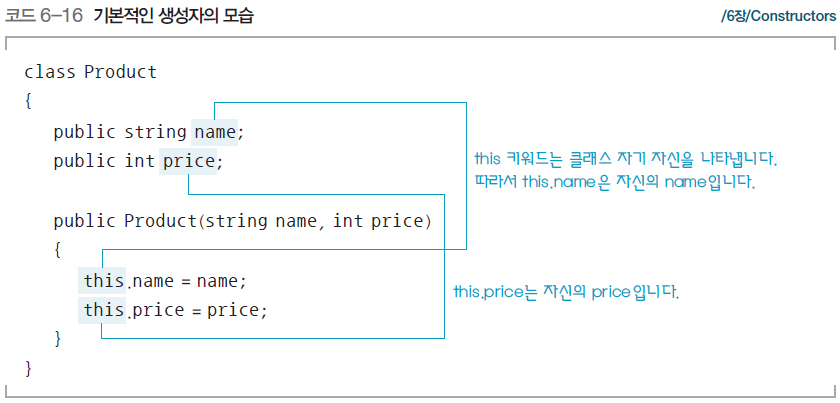 코드 6-16 기본적인 생성자의 모습
/6장/Constructors
class Product
{
public string name;
public int price;
this 키워드는 클래스 자기 자신을 나타냅니다.
따라서 this.name은 자신의 name입니다.
public Product(string name, int price)
{
this.name = name;
this.price = price;
this.price는 자신의 price입니다.
}
}